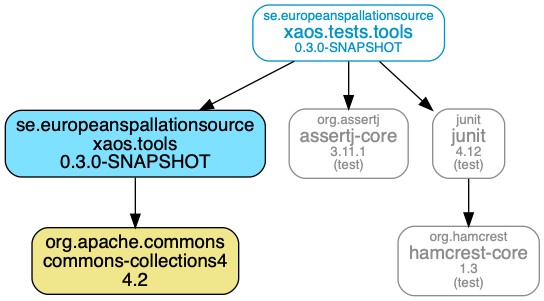 se.europeanspallationsource
xaos.tests.tools
0.3.0-SNAPSHOT
se.europeanspallationsource
xaos.tools
0.3.0-SNAPSHOT
org.assertj
assertj-core
3.11.1
(test)
junit
junit
4.12
(test)
org.apache.commons
commons-collections4
4.2
org.hamcrest
hamcrest-core
1.3
(test)